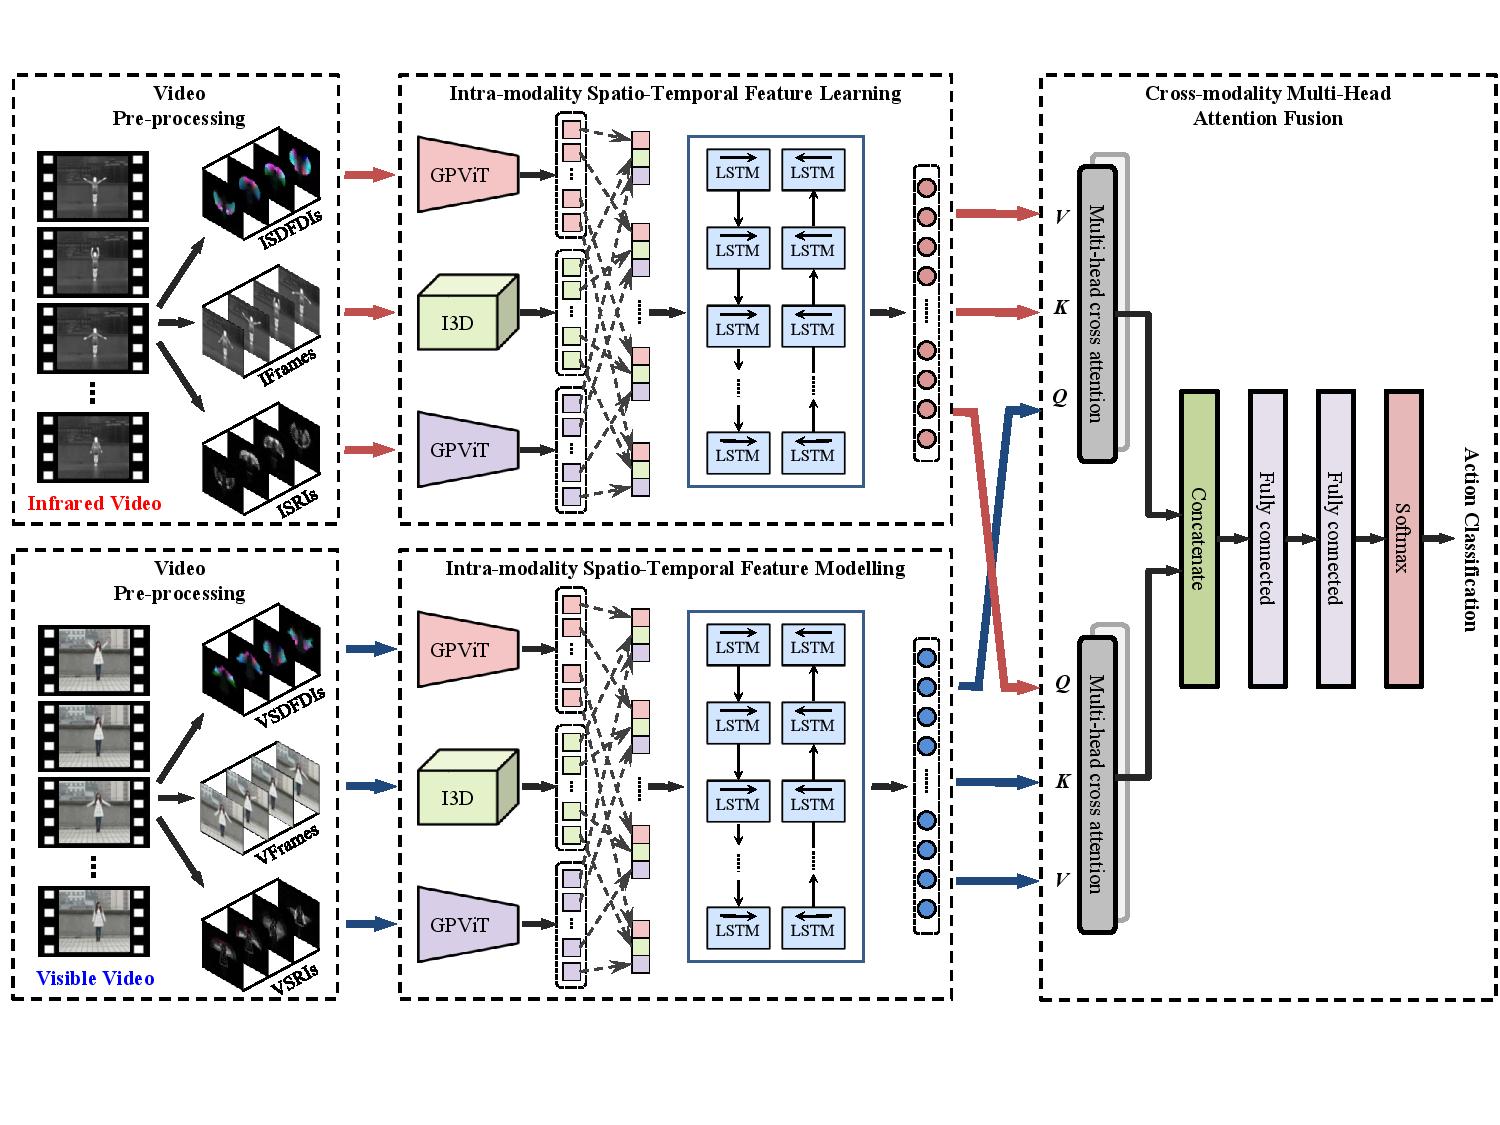 Video
Pre-processing
ISDFDIs
IFrames
ISRIs
Infrared Video
Intra-modality Spatio-Temporal Feature Learning
GPViT
I3D
GPViT
LSTM LSTM
LSTM LSTM
LSTM LSTM
LSTM LSTM
Video
Pre-processing
VSDFDIs
VFrames
VSRIs
Visible Video
Intra-modality Spatio-Temporal Feature Modelling
GPViT
I3D
GPViT
LSTM LSTM
LSTM LSTM
LSTM LSTM
LSTM LSTM
Cross-modality Multi-Head
Attention Fusion
V
K
Q
Multi-head cross attention
Q
K
V
Multi-head cross attention
Concatenate
Fully connected
Fully connected
Softmax
Action Classification